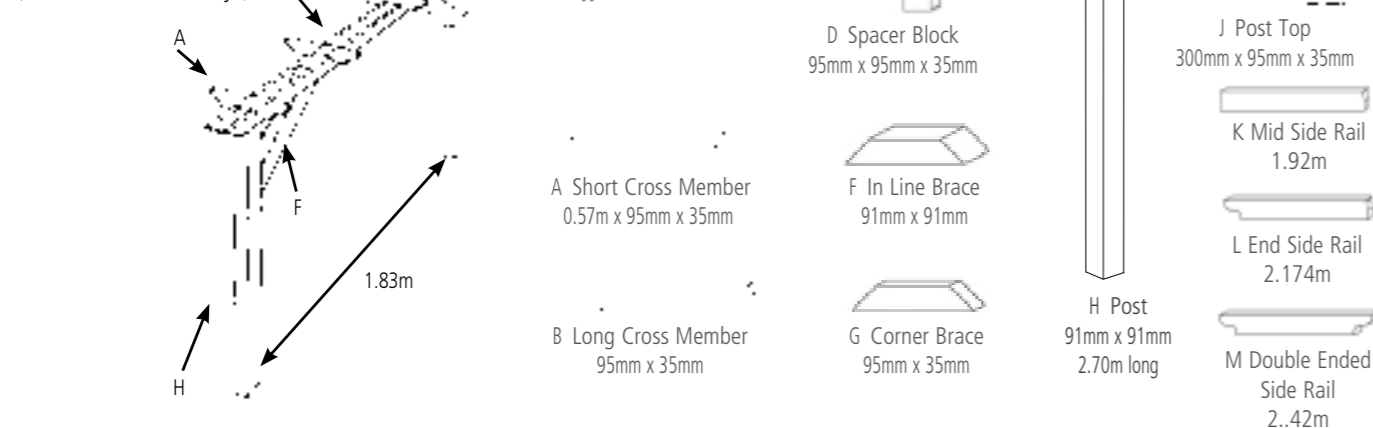 A
F
1.83m
H
A Short Cross Member
0.57m x 95mm x 35mm
B Long Cross Member
95mm x 35mm
D Spacer Block
95mm x 95mm x 35mm
F In Line Brace
91mm x 91mm
G Corner Brace
95mm x 35mm
H Post
91mm x 91mm
2.70m long
J Post Top
300mm x 95mm x 35mm
K Mid Side Rail
1.92m
L End Side Rail
2.174m
M Double Ended
Side Rail
2..42m